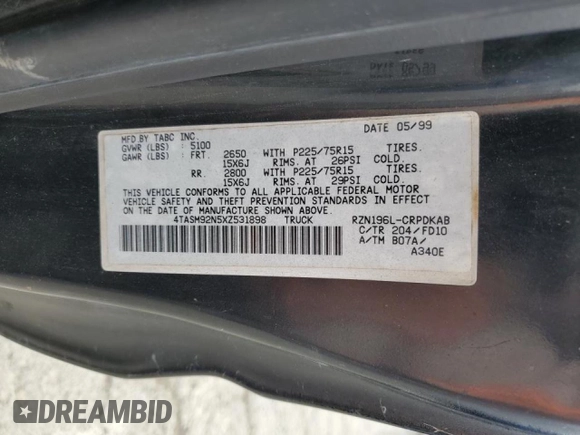 MFD BY TABC INC. DATE 05/99
GVWR (LBS) : 5100
GAWR (LBS) : FRT. 2650 WITH P225/75R15 TIRES.
15X6J RIMS. AT 26PSI COLD.
RR. 2800 WITH P225/75R15 TIRES.
15X6J RIMS. AT 29PSI COLD.
THIS VEHICLE CONFORMS TO ALL APPLICABLE FEDERAL MOTOR
VEHICLE SAFETY AND THEFT PREVENTION STANDARDS IN EFFECT
ON THE DATE OF MANUFACTURE SHOWN ABOVE.
4TASM92N5XZ531898 TRUCK RZN196L-CRPDKAB
C/TR 204/FD10
A/TM B07A/
A340E
DREAMBID